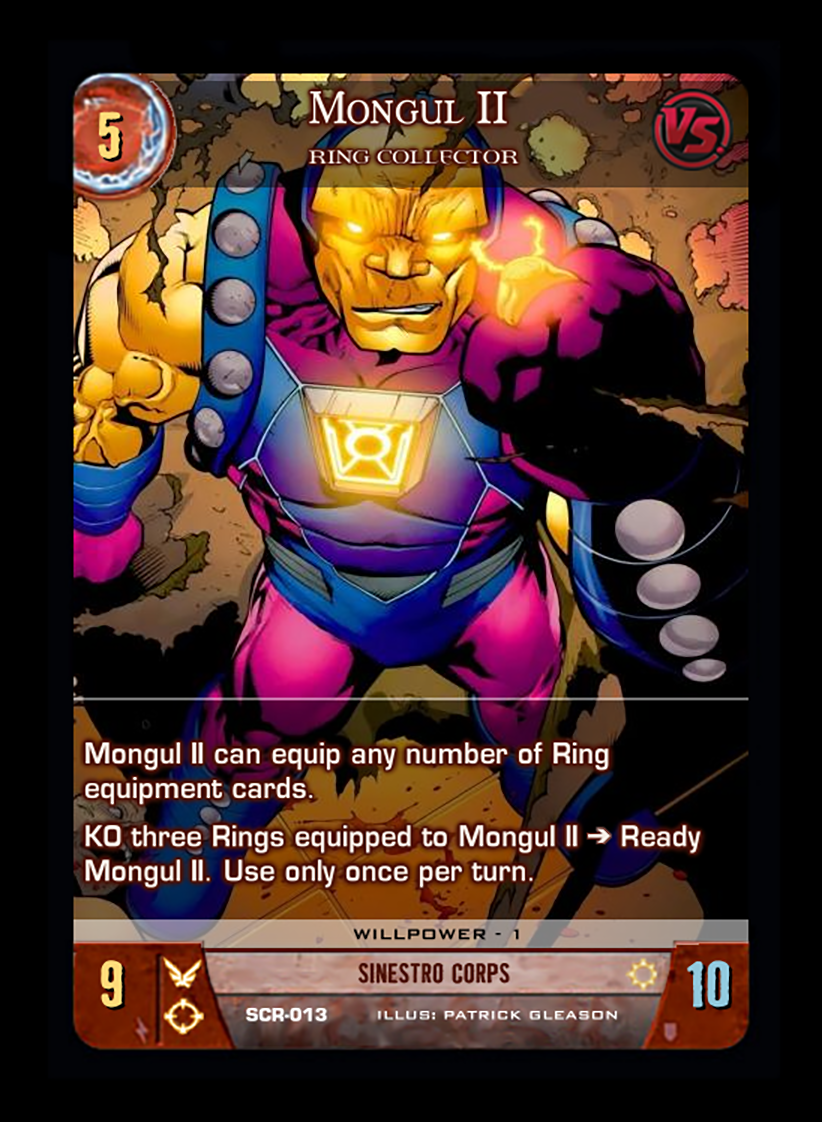 5
Mongul II
VS.
RING COLLECTOR
Mongul II can equip any number of Ring
equipment cards.
KO three Rings equipped to Mongul II ➔ Ready
Mongul II. Use only once per turn.
WILLPOWER - 1
9
SINESTRO CORPS
10
SCR-013
ILLUS: PATRICK GLEASON